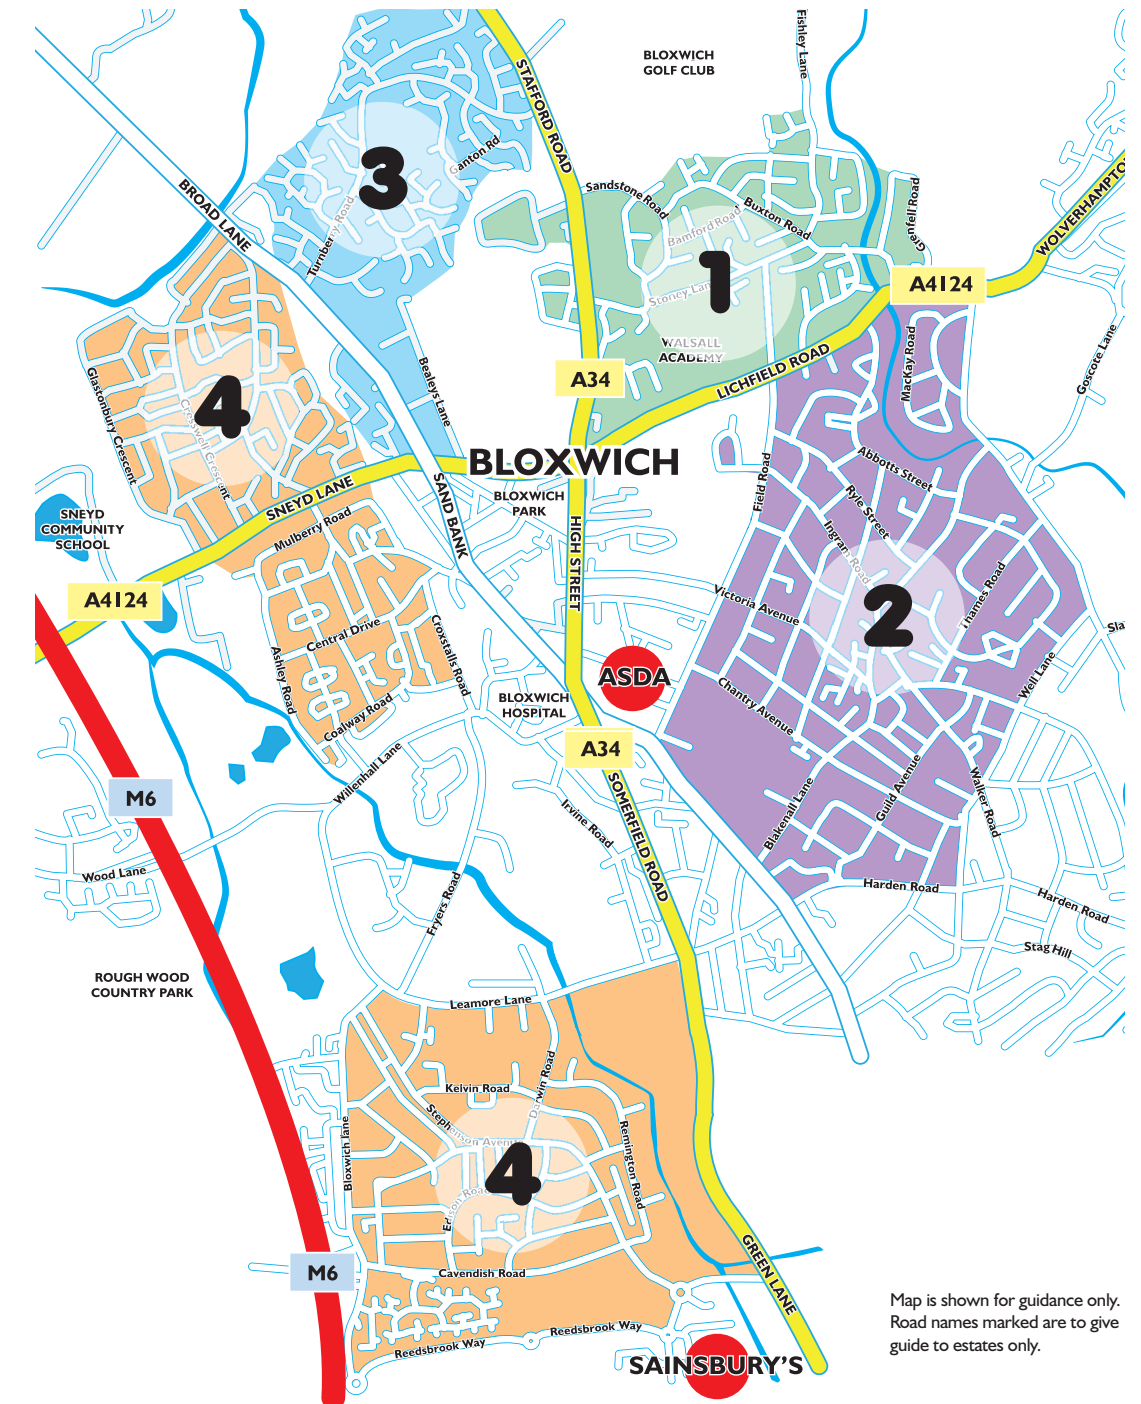 Fishley Lane
BLOXWICH
GOLF CLUB
STAFFORD ROAD
3
Ganton Rd
BROAD LANE
Turnberry Road
Sandstone Road
Buxton Road
Bamford Road
Grenfell Road
1
Stoney Lane
A4124
WALSALL
ACADEMY
A34
LICHFIELD ROAD
MacKay Road
Goscote Lane
Bealeys Lane
Glastonbury Crescent
4
Cresswell Crescent
BLOXWICH
SNEYD LANE
SAND BANK
BLOXWICH
PARK
HIGH STREET
Field Road
Abbotts Street
Ryle Street
Ingram Road
SNEYD
COMMUNITY
SCHOOL
Mulberry Road
A4124
Victoria Avenue
2
Thames Road
Central Drive
Croxstalls Road
Ashley Road
Coalway Road
Well Lane
ASDA
Chantry Avenue
BLOXWICH
HOSPITAL
A34
Willenhall Lane
M6
SOMERFIELD ROAD
Irvine Road
Blakenall Lane
Guild Avenue
Walker Road
Wood Lane
Fryers Road
Harden Road
Harden Road
Stag Hill
ROUGH WOOD
COUNTRY PARK
Leamore Lane
Darwin Road
Kelvin Road
Stephenson Avenue
Remington Road
Bloxwich lane
4
Edison Road
M6
Cavendish Road
GREEN LANE
Reedsbrook Way
Reedsbrook Way
SAINSBURY'S
Map is shown for guidance only.
Road names marked are to give
guide to estates only.